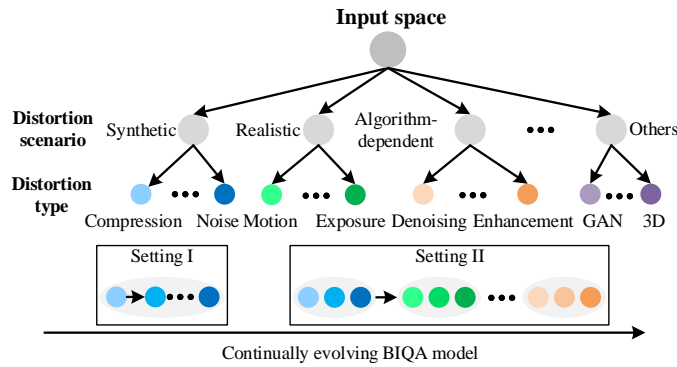 Input space
Distortion scenario
Synthetic
Realistic
Algorithm-dependent
Others
Distortion type
Compression
Noise
Motion
Exposure
Denoising
Enhancement
GAN
3D
Setting I
Setting II
Continually evolving BIQA model